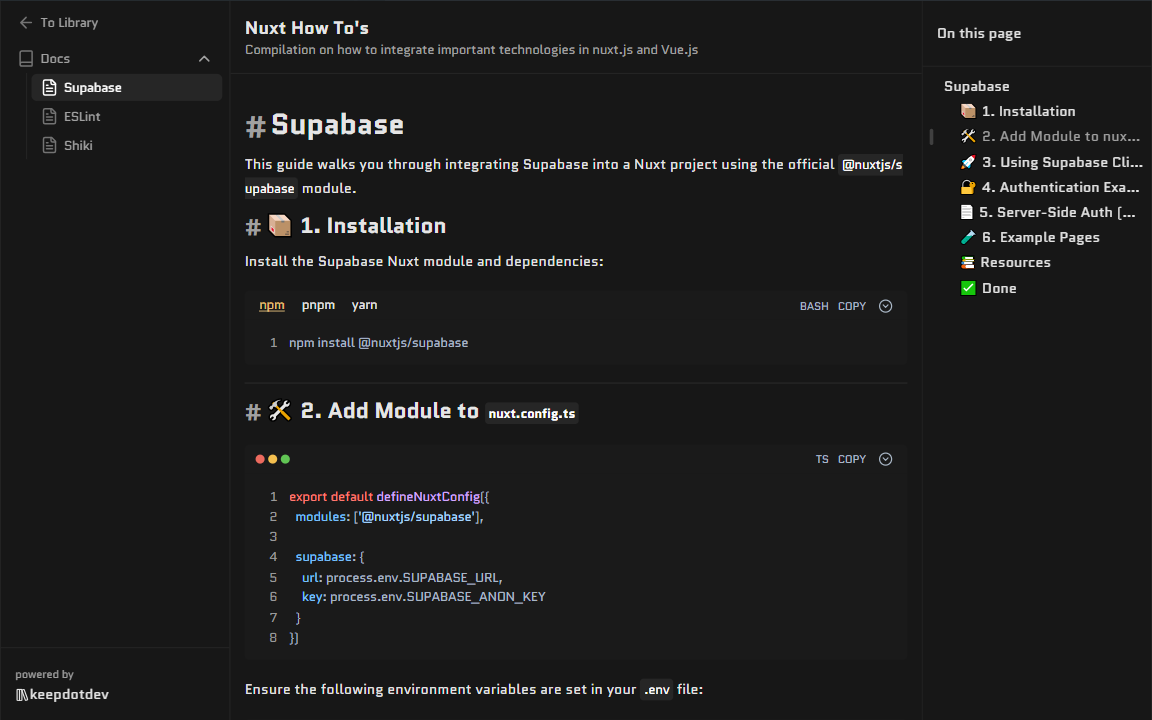 To Library
Docs
Supabase
ESLint
Shiki
powered by
keepdotdev
Nuxt How To's
Compilation on how to integrate important technologies in nuxt.js and Vue.js
# Supabase
This guide walks you through integrating Supabase into a Nuxt project using the official @nuxtjs/s
upabase module.
# 📦 1. Installation
Install the Supabase Nuxt module and dependencies:
npm pnpm yarn BASH COPY
1 npm install @nuxtjs/supabase
# 🛠 2. Add Module to nuxt.config.ts
TS COPY
1 export default defineNuxtConfig({
2 modules: ['@nuxtjs/supabase'],
3
4 supabase: {
5 url: process.env.SUPABASE_URL,
6 key: process.env.SUPABASE_ANON_KEY
7 }
8 })
Ensure the following environment variables are set in your .env file:
On this page
Supabase
📦 1. Installation
🛠 2. Add Module to nux...
🚀 3. Using Supabase Cli...
🔐 4. Authentication Exa...
📄 5. Server-Side Auth (...
🧪 6. Example Pages
📚 Resources
✅ Done